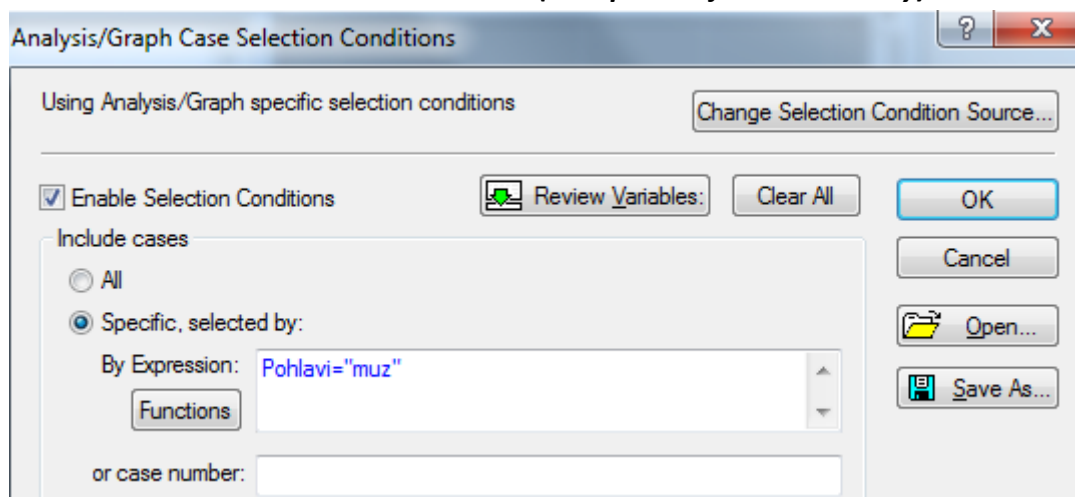 Analysis/Graph Case Selection Conditions
Using Analysis/Graph specific selection conditions
Change Selection Condition Source...
Enable Selection Conditions
Review Variables:
Clear All
OK
Include cases
Cancel
All
Specific, selected by:
Open...
By Expression:
Pohlavi="muz"
Functions
Save As...
or case number: